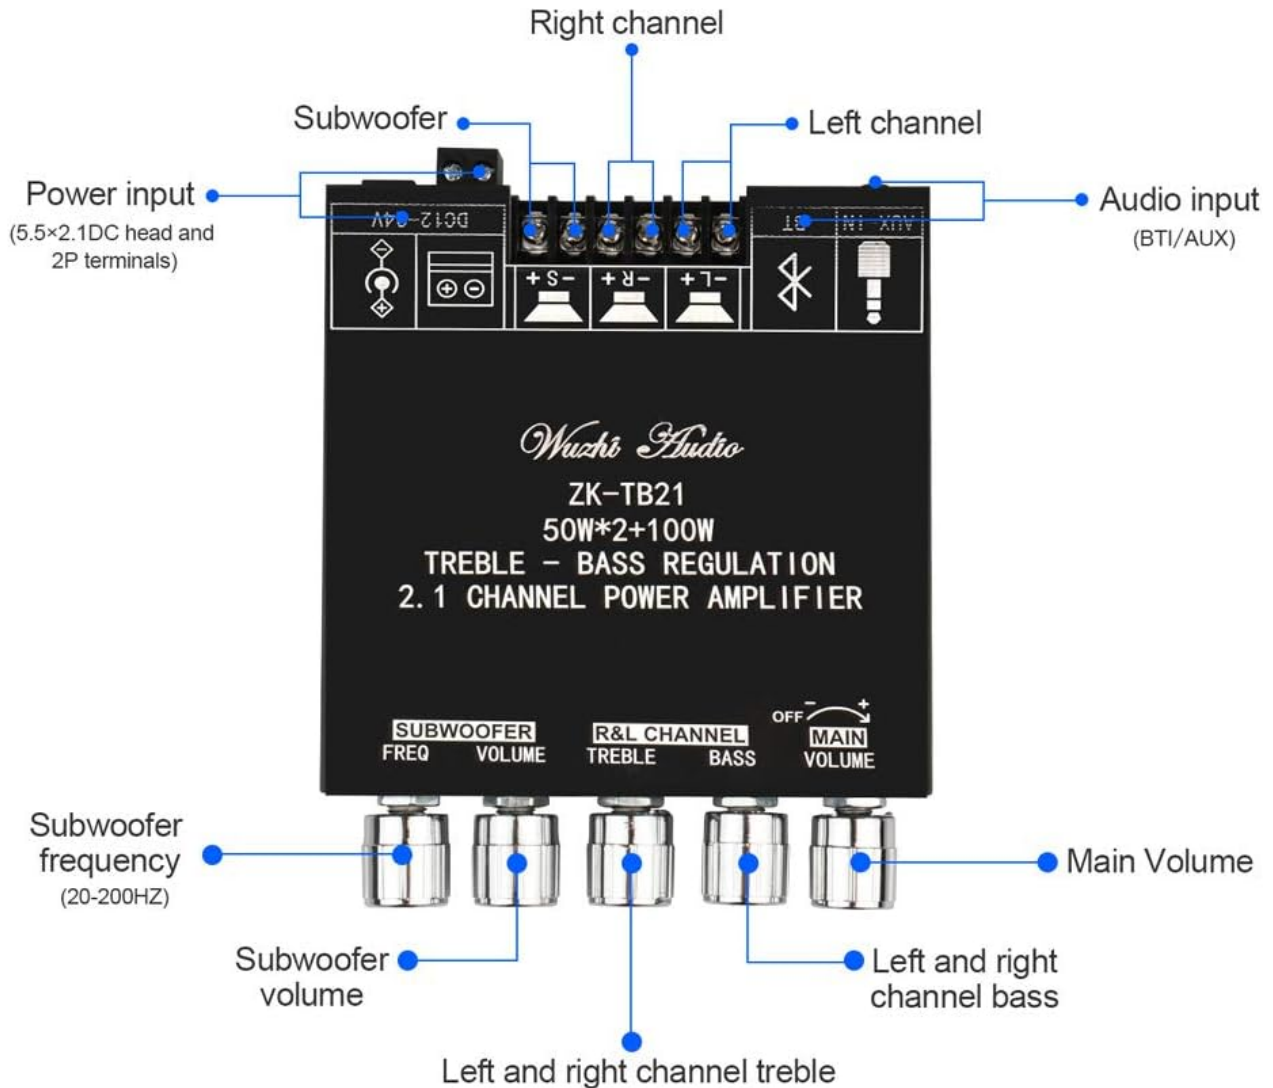 Right channel
Subwoofer
Left channel
Power input
(5.5×2.1DC head and
2P terminals)
Audio input
(BTI/AUX)
DC12-24V
BT
AUX IN
+S-
+R-
+L-
Wuzhi Audio
ZK-TB21
50W*2+100W
TREBLE - BASS REGULATION
2.1 CHANNEL POWER AMPLIFIER
OFF - +
SUBWOOFER
R&L CHANNEL
MAIN
FREQ VOLUME TREBLE BASS VOLUME
Subwoofer
frequency
(20-200HZ)
Main Volume
Subwoofer
volume
Left and right
channel bass
Left and right channel treble